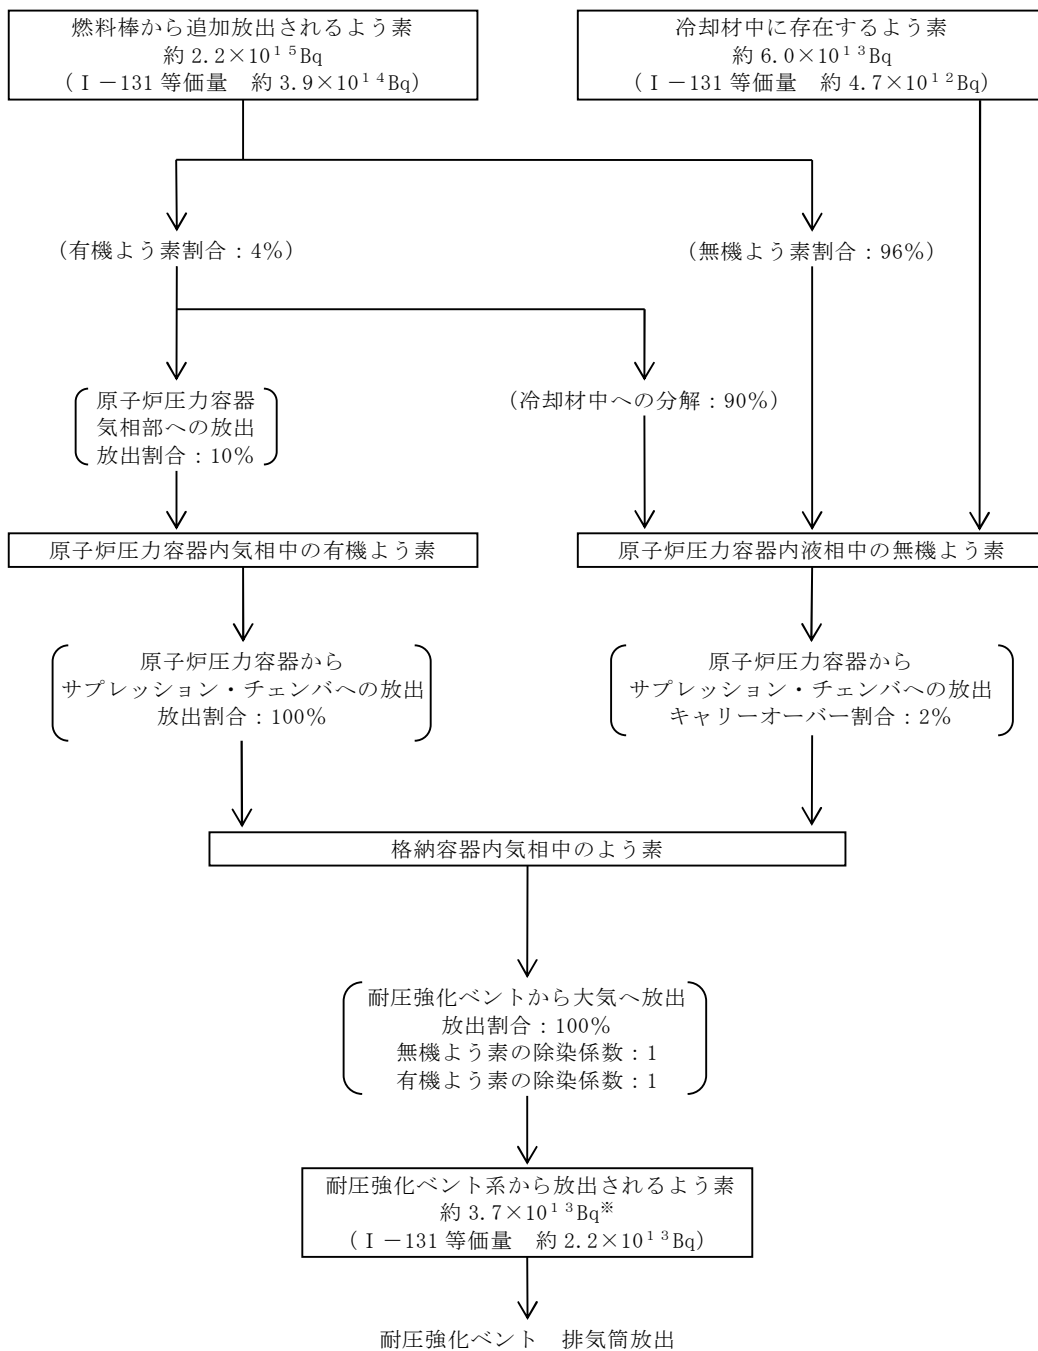 燃料棒から追加放出されるよう素
約 2.2×10¹⁵Bq
(Ⅰ−131 等価量　約 3.9×10¹⁴Bq)
冷却材中に存在するよう素
約 6.0×10¹³Bq
(Ⅰ−131 等価量　約 4.7×10¹²Bq)
(有機よう素割合：4%)
(無機よう素割合：96%)
原子炉圧力容器
気相部への放出
放出割合：10%
(冷却材中への分解：90%)
原子炉圧力容器内気相中の有機よう素
原子炉圧力容器内液相中の無機よう素
原子炉圧力容器から
サプレッション・チェンバへの放出
放出割合：100%
原子炉圧力容器から
サプレッション・チェンバへの放出
キャリーオーバー割合：2%
格納容器内気相中のよう素
耐圧強化ベントから大気へ放出
放出割合：100%
無機よう素の除染係数：1
有機よう素の除染係数：1
耐圧強化ベント系から放出されるよう素
約 3.7×10¹³Bq※
(Ⅰ−131 等価量　約 2.2×10¹³Bq)
耐圧強化ベント　排気筒放出